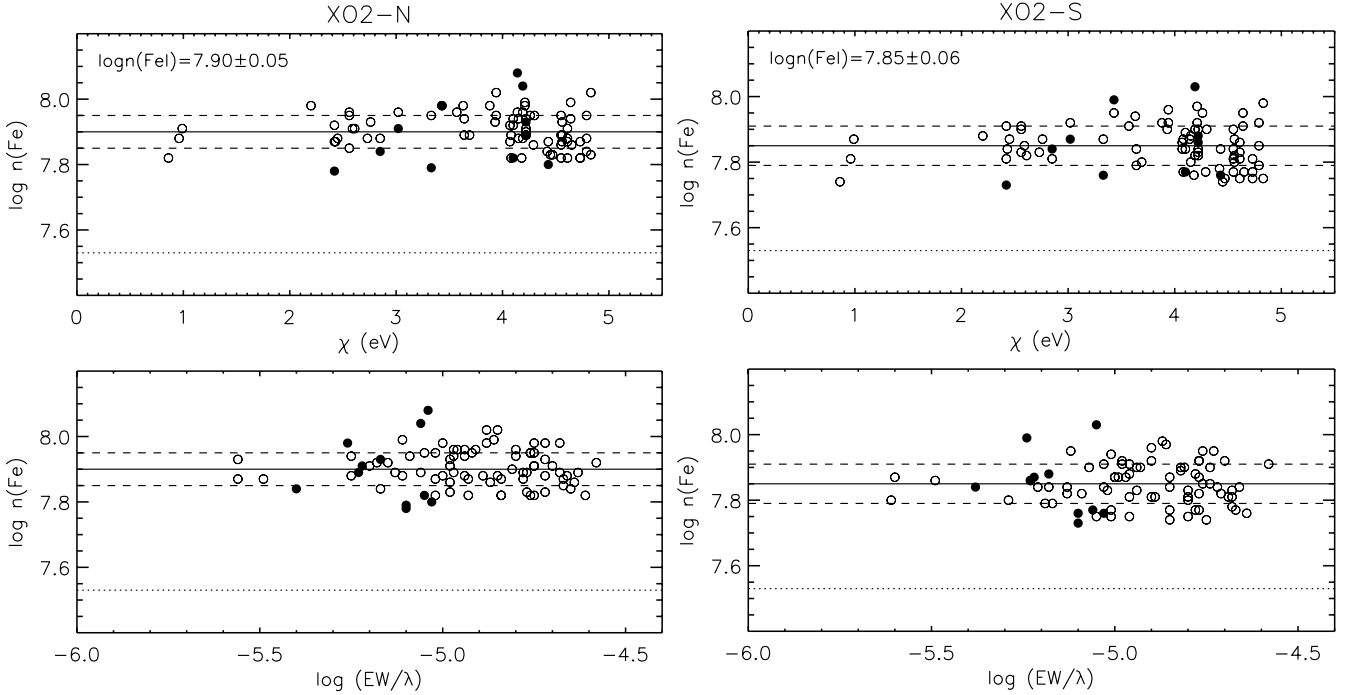 XO2−N
logn(FeI)=7.90±0.05
log n(Fe)
8.0
7.8
7.6
0 1 2 3 4 5
χ (eV)
XO2−S
logn(FeI)=7.85±0.06
log n(Fe)
8.0
7.8
7.6
0 1 2 3 4 5
χ (eV)
log n(Fe)
8.0
7.8
7.6
−6.0 −5.5 −5.0 −4.5
log (EW/λ)
log n(Fe)
8.0
7.8
7.6
−6.0 −5.5 −5.0 −4.5
log (EW/λ)